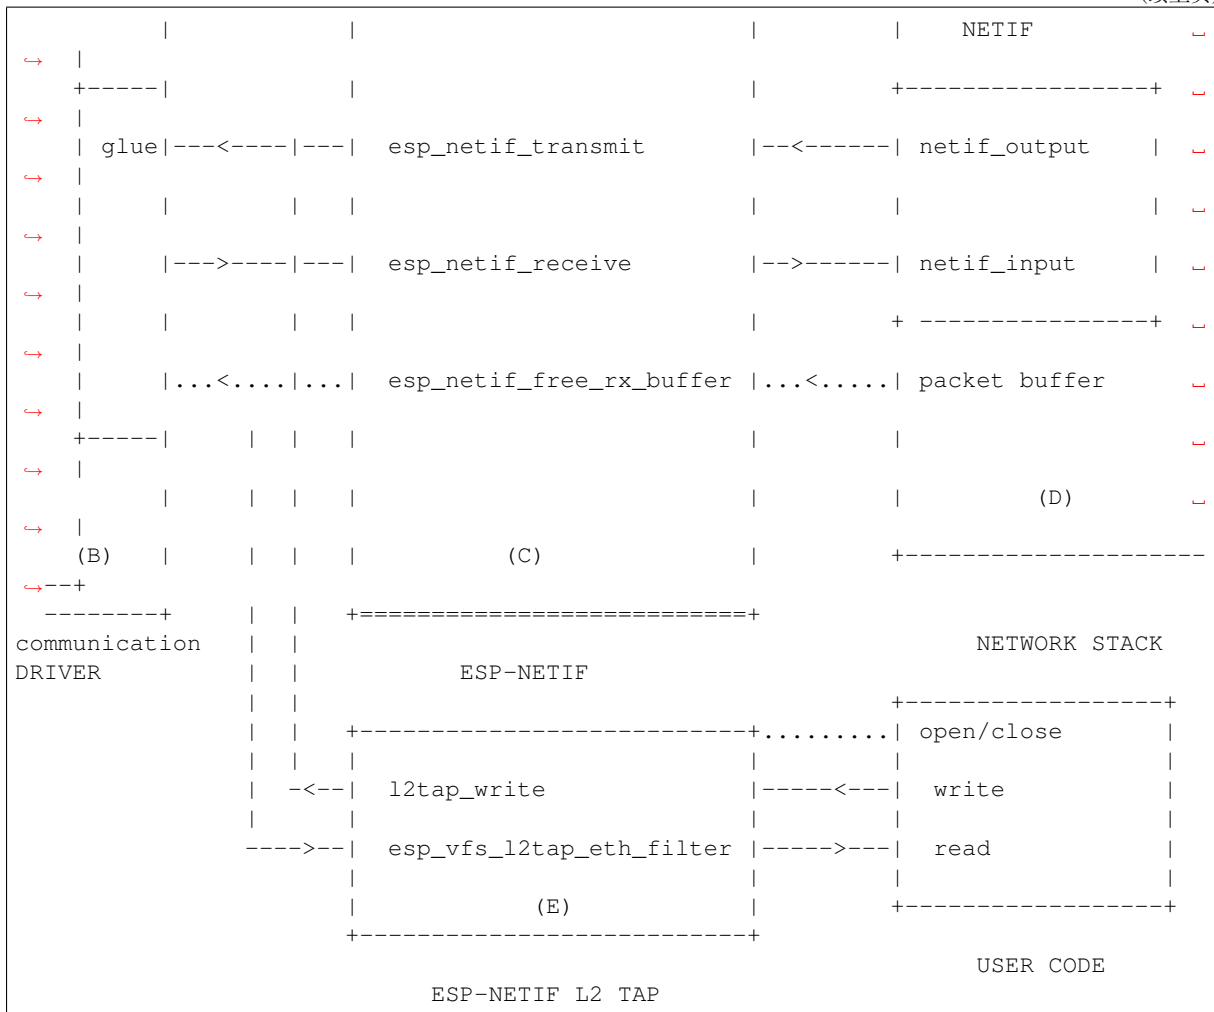 |            |                           |         |    NETIF                ␣
↪  |
    +-----|            |                           |         +-----------------+  ␣
↪  |
    | glue|---<----|---|  esp_netif_transmit       |--<------| netif_output    |  ␣
↪  |
    |     |        |   |                           |         |                 |  ␣
↪  |
    |     |--->----|---|  esp_netif_receive        |-->------| netif_input     |  ␣
↪  |
    |     |        |   |                           |         + ----------------+  ␣
↪  |
    |     |...<....|...|  esp_netif_free_rx_buffer |...<.....| packet buffer      ␣
↪  |
    +-----|     |  |   |                           |         |                    ␣
↪  |
          |     |  |   |                           |         |         (D)        ␣
↪  |
    (B)   |     |  |   |          (C)              |         +---------------------
↪--+
  --------+     |  |   +===========================+
communication   |  |                                               NETWORK STACK
DRIVER          |  |           ESP-NETIF
                |  |                                         +------------------+
                |  |   +---------------------------+.........| open/close       |
                |  |   |                           |         |                  |
                |  -<--|  l2tap_write              |-----<---|  write           |
                |      |                           |         |                  |
                ---->--|  esp_vfs_l2tap_eth_filter |----->---|  read            |
                       |                           |         |                  |
                       |            (E)            |         +------------------+
                       +---------------------------+
                                                                   USER CODE
                             ESP-NETIF L2 TAP